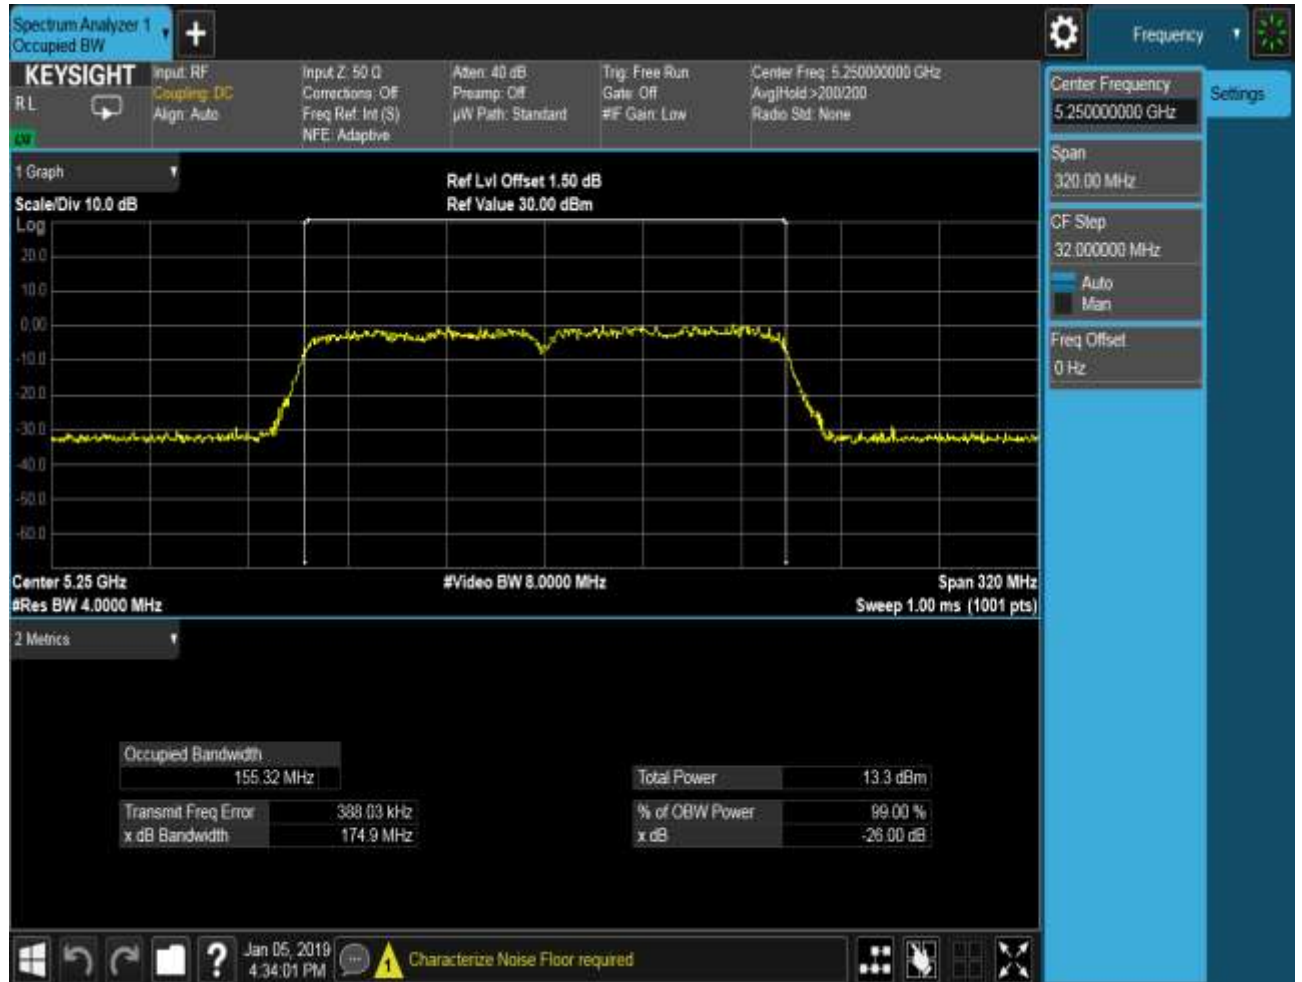 Spectrum Analyzer 1
Occupied BW
Frequency
KEYSIGHT
R L
Input: RF
Coupling: DC
Align: Auto
Input Z: 50 Ω
Corrections: Off
Freq Ref: Int (S)
NFE: Adaptive
Atten: 40 dB
Preamp: Off
µW Path: Standard
Trig: Free Run
Gate: Off
#IF Gain: Low
Center Freq: 5.250000000 GHz
Avg|Hold:>200/200
Radio Std: None
Center Frequency
5.250000000 GHz
Settings
Span
320.00 MHz
CF Step
32.000000 MHz
Auto
Man
Freq Offset
0 Hz
1 Graph
Ref Lvl Offset 1.50 dB
Scale/Div 10.0 dB
Ref Value 30.00 dBm
Log
20.0
10.0
0.00
-10.0
-20.0
-30.0
-40.0
-50.0
-60.0
Center 5.25 GHz
#Video BW 8.0000 MHz
Span 320 MHz
#Res BW 4.0000 MHz
Sweep 1.00 ms (1001 pts)
2 Metrics
Occupied Bandwidth
155.32 MHz
Total Power 13.3 dBm
Transmit Freq Error 388.03 kHz
% of OBW Power 99.00 %
x dB Bandwidth 174.9 MHz
x dB -26.00 dB
?
Jan 05, 2019
4:34:01 PM
1
Characterize Noise Floor required